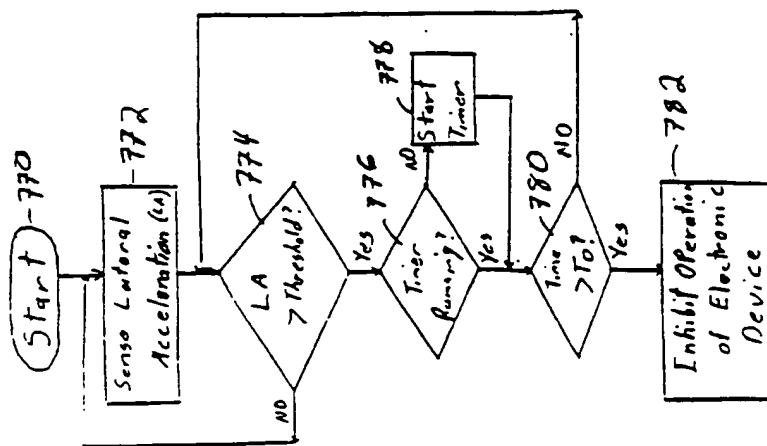 Start
770
Sense Lateral
Acceleration (LA)
772
LA
> Threshold?
774
NO
Yes
Timer
Running?
776
NO
Start
Timer
778
Yes
Time
> To?
780
NO
Yes
Inhibit Operation
of Electronic
Device
782